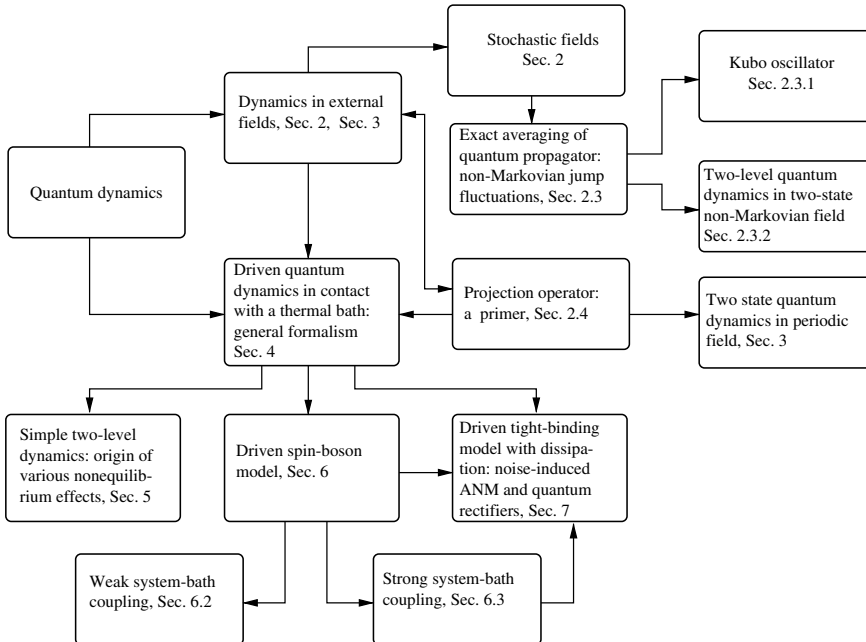 Stochastic fields
Sec. 2
Kubo oscillator
Sec. 2.3.1
Dynamics in external
fields, Sec. 2,  Sec. 3
Exact averaging of
quantum propagator:
non-Markovian jump
fluctuations, Sec. 2.3
Quantum dynamics
Two-level quantum
dynamics in two-state
non-Markovian field
Sec. 2.3.2
Driven quantum
dynamics in contact
with a thermal bath:
general formalism
Sec. 4
Projection operator:
a  primer, Sec. 2.4
Two state quantum
dynamics in periodic
field, Sec. 3
Simple two-level
dynamics: origin of
various nonequilib-
rium effects, Sec. 5
Driven spin-boson
model, Sec. 6
Driven tight-binding
model with dissipa-
tion: noise-induced
ANM and quantum
rectifiers, Sec. 7
Weak system-bath
coupling, Sec. 6.2
Strong system-bath
coupling, Sec. 6.3